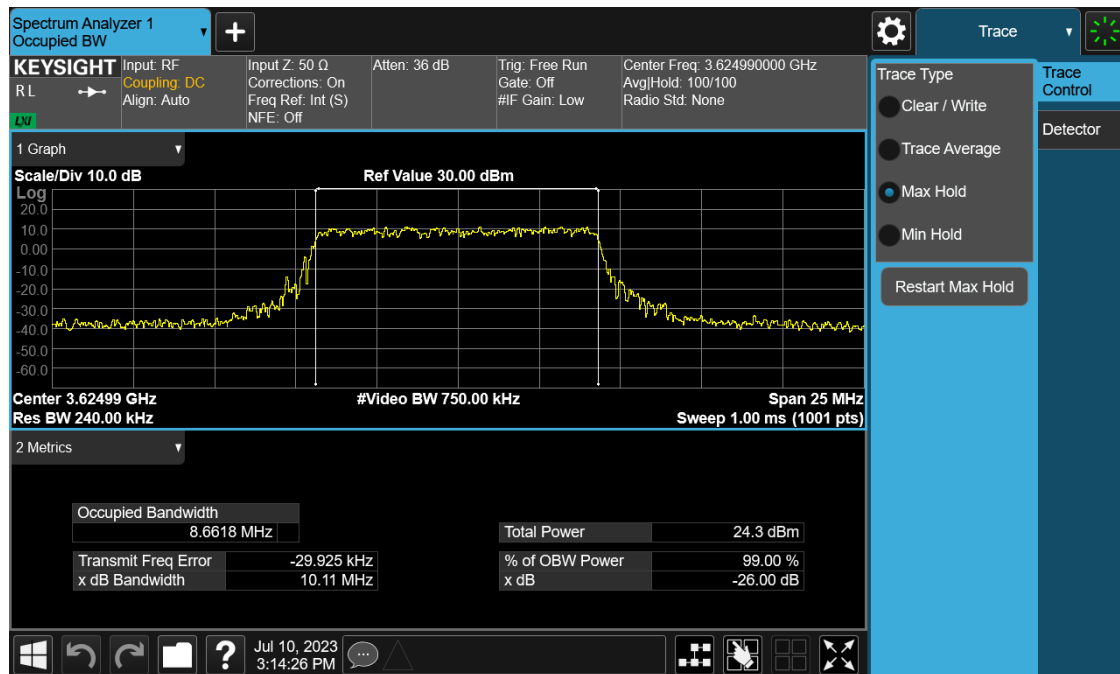 Spectrum Analyzer 1
Occupied BW
▼
+
Trace
▼
KEYSIGHT
RL
LXI
Input: RF
Coupling: DC
Align: Auto
Input Z: 50 Ω
Corrections: On
Freq Ref: Int (S)
NFE: Off
Atten: 36 dB
Trig: Free Run
Gate: Off
#IF Gain: Low
Center Freq: 3.624990000 GHz
Avg|Hold: 100/100
Radio Std: None
Trace Type
Clear / Write
Trace Average
Max Hold
Min Hold
Restart Max Hold
Trace
Control
Detector
1 Graph
Scale/Div 10.0 dB
Ref Value 30.00 dBm
Log
20.0
10.0
0.00
-10.0
-20.0
-30.0
-40.0
-50.0
-60.0
Center 3.62499 GHz
#Video BW 750.00 kHz
Span 25 MHz
Res BW 240.00 kHz
Sweep 1.00 ms (1001 pts)
2 Metrics
Occupied Bandwidth
8.6618 MHz
Total Power 24.3 dBm
Transmit Freq Error -29.925 kHz
% of OBW Power 99.00 %
x dB Bandwidth 10.11 MHz
x dB -26.00 dB
?
Jul 10, 2023
3:14:26 PM